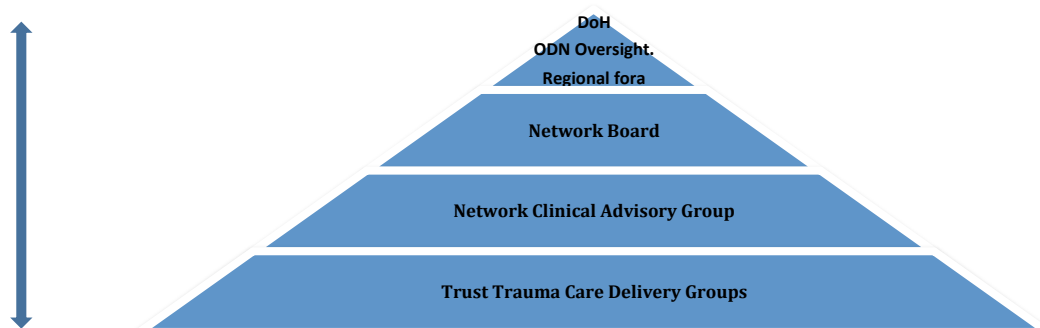 DoH
ODN Oversight.
Regional fora
Network Board
Network Clinical Advisory Group
Trust Trauma Care Delivery Groups